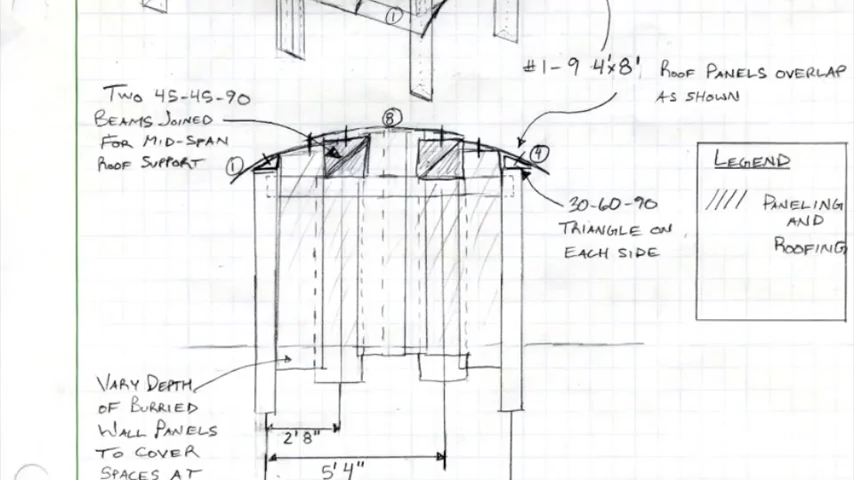 1
#1-9 4'x8' ROOF PANELS OVERLAP
AS SHOWN
TWO 45-45-90
BEAMS JOINED
FOR MID-SPAN
ROOF SUPPORT
1
8
4
LEGEND
//// PANELING
AND
ROOFING
30-60-90
TRIANGLE ON
EACH SIDE
VARY DEPTH
OF BURRIED
WALL PANELS
TO COVER
SPACES AT
2'8"
5'4"